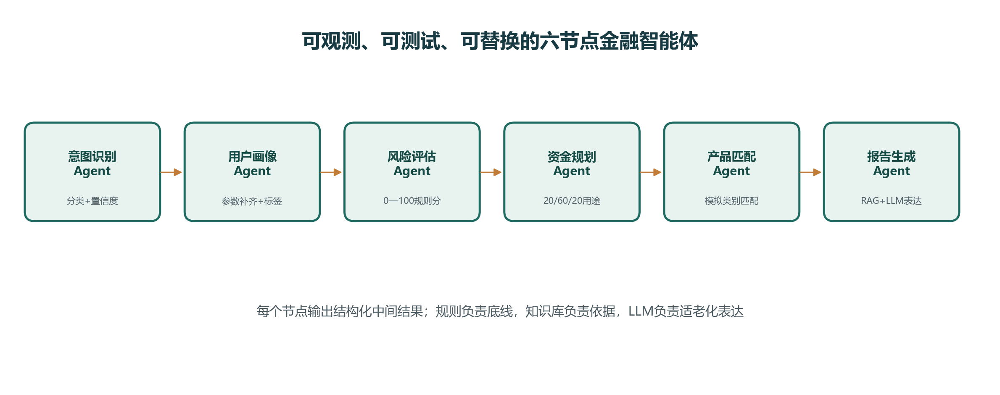 可观测、可测试、可替换的六节点金融智能体
意图识别
Agent
分类+置信度
用户画像
Agent
参数补齐+标签
风险评估
Agent
0—100规则分
资金规划
Agent
20/60/20用途
产品匹配
Agent
模拟类别匹配
报告生成
Agent
RAG+LLM表达
每个节点输出结构化中间结果；规则负责底线，知识库负责依据，LLM负责适老化表达